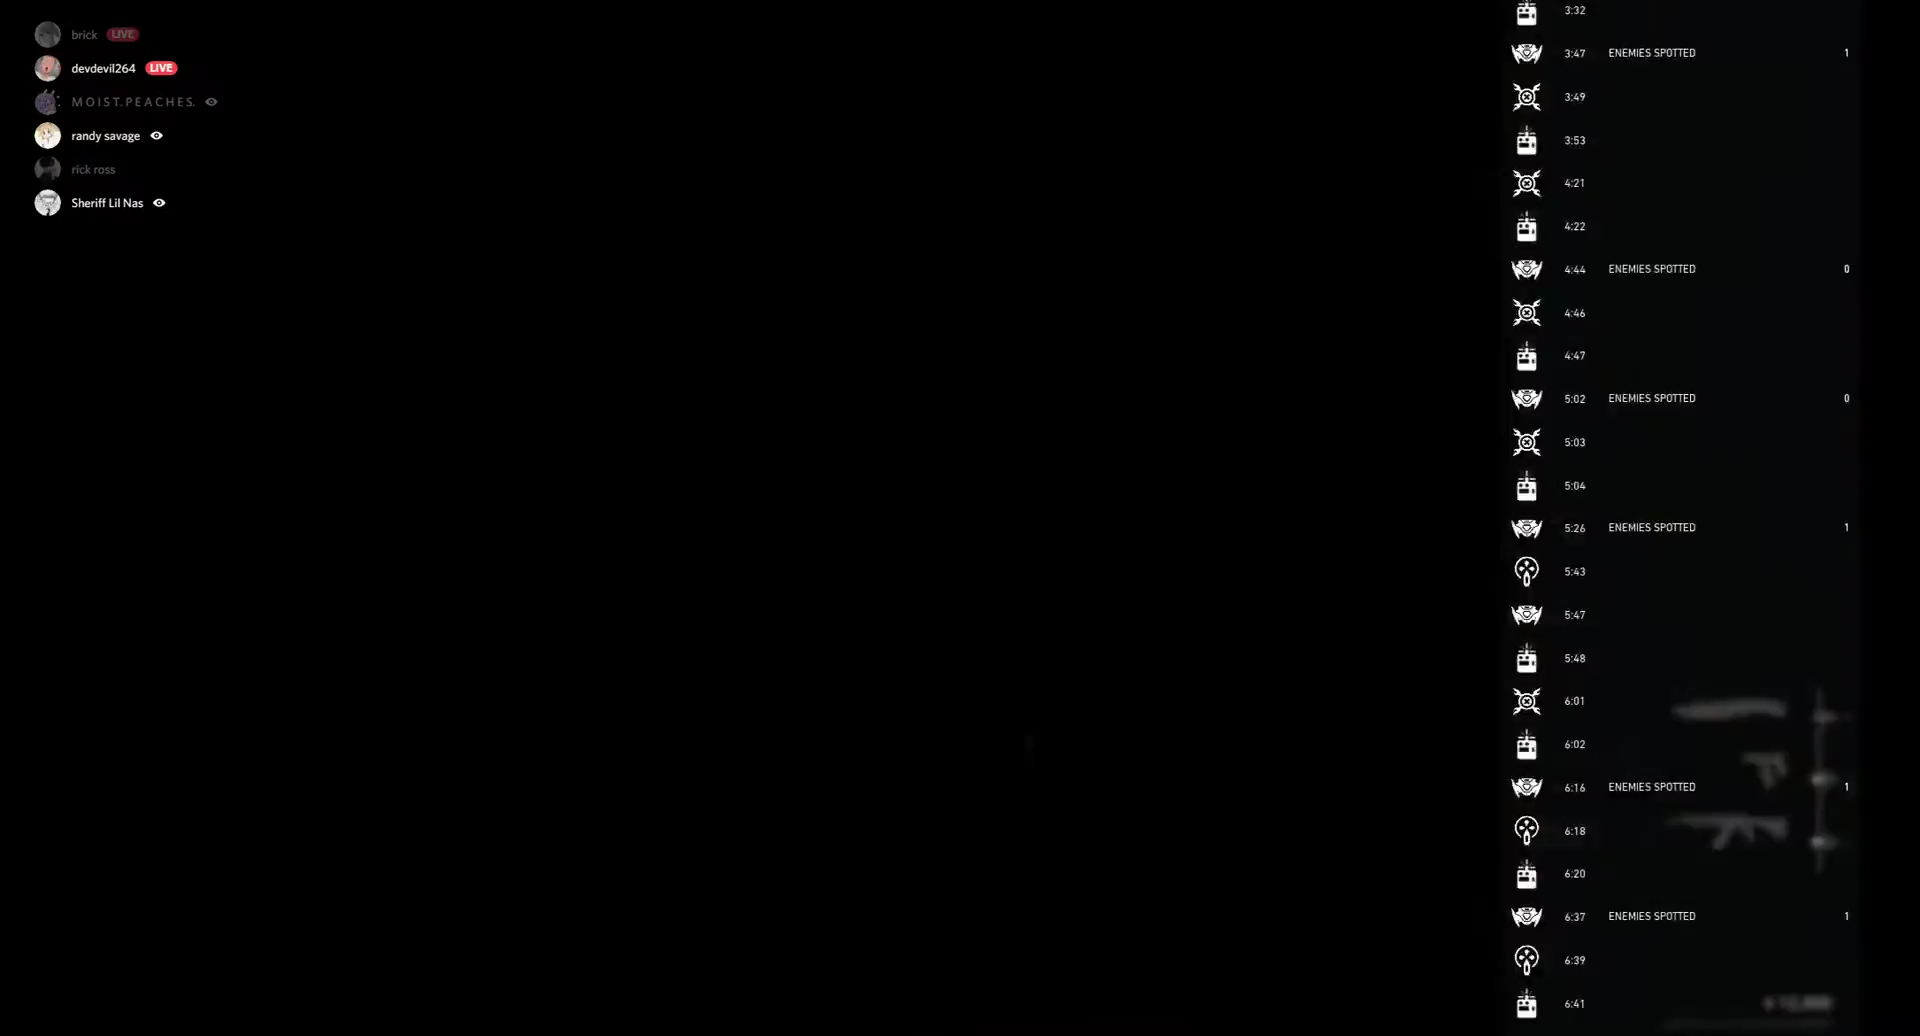 brick LIVE
devdevil264 LIVE
M O I S T. P E A C H E S.
randy savage
rick ross
Sheriff Lil Nas
3:32
3:47 ENEMIES SPOTTED 1
3:49
3:53
4:21
4:22
4:44 ENEMIES SPOTTED 0
4:46
4:47
5:02 ENEMIES SPOTTED 0
5:03
5:04
5:26 ENEMIES SPOTTED 1
5:43
5:47
5:48
6:01
6:02
6:16 ENEMIES SPOTTED 1
6:18
6:20
6:37 ENEMIES SPOTTED 1
6:39
6:41